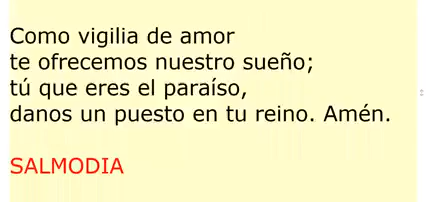 Como vigilia de amor
te ofrecemos nuestro sueño;
tú que eres el paraíso,
danos un puesto en tu reino. Amén.
SALMODIA